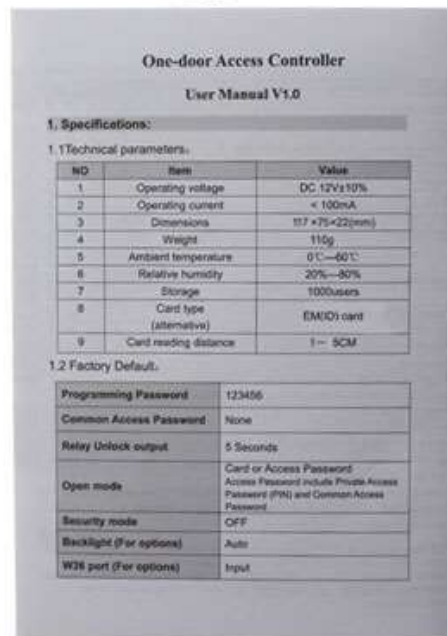 One-door Access Controller
User Manual V1.0
1. Specifications:
1.1Technical parameters。
NO Item Value
1 Operating voltage DC 12V±10%
2 Operating current < 100mA
3 Dimensions 117 ×75×22(mm)
4 Weight 110g
5 Ambient temperature 0℃—60℃
6 Relative humidity 20%—80%
7 Storage 1000users
8 Card type
(alternative) EM(ID) card
9 Card reading distance 1— 5CM
1.2 Factory Default。
Programming Password 123456
Common Access Password None
Relay Unlock output 5 Seconds
Open mode Card or Access Password
Access Password include Private Access
Password (PIN) and Common Access
Password
Security mode OFF
Backlight (For options) Auto
W26 port (For options) Input